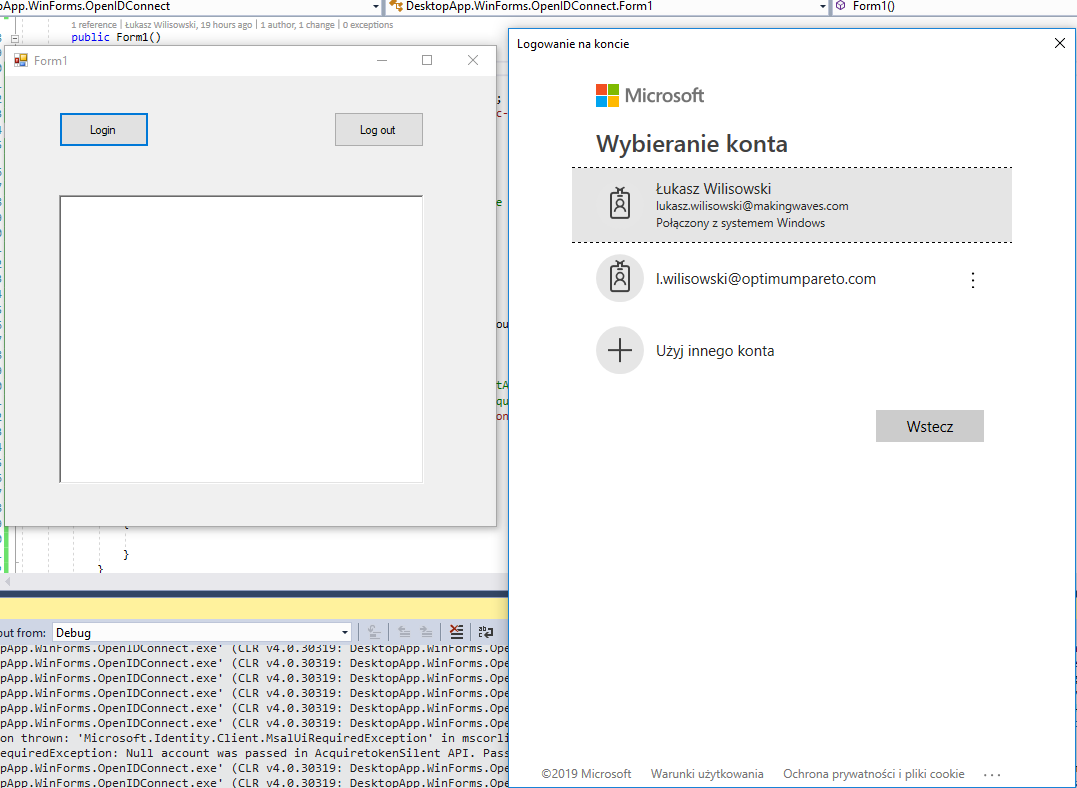 pApp.WinForms.OpenIDConnect
DesktopApp.WinForms.OpenIDConnect.Form1
Form1()
1 reference | Łukasz Wilisowski, 19 hours ago | 1 author, 1 change | 0 exceptions
public Form1()
Form1
Login
Log out
;
c-
e
ou
tA
qu
on
}
}
Logowanie na koncie
Microsoft
Wybieranie konta
Łukasz Wilisowski
lukasz.wilisowski@makingwaves.com
Połączony z systemem Windows
l.wilisowski@optimumpareto.com
Użyj innego konta
Wstecz
©2019 Microsoft Warunki użytkowania Ochrona prywatności i pliki cookie ...
out from: Debug
pApp.WinForms.OpenIDConnect.exe' (CLR v4.0.30319: DesktopApp.WinForms.Ope
pApp.WinForms.OpenIDConnect.exe' (CLR v4.0.30319: DesktopApp.WinForms.Ope
pApp.WinForms.OpenIDConnect.exe' (CLR v4.0.30319: DesktopApp.WinForms.Ope
pApp.WinForms.OpenIDConnect.exe' (CLR v4.0.30319: DesktopApp.WinForms.Ope
pApp.WinForms.OpenIDConnect.exe' (CLR v4.0.30319: DesktopApp.WinForms.Ope
pApp.WinForms.OpenIDConnect.exe' (CLR v4.0.30319: DesktopApp.WinForms.Ope
on thrown: 'Microsoft.Identity.Client.MsalUiRequiredException' in mscorli
equiredException: Null account was passed in AcquiretokenSilent API. Pass
pApp.WinForms.OpenIDConnect.exe' (CLR v4.0.30319: DesktopApp.WinForms.Ope
pApp.WinForms.OpenIDConnect.exe' (CLR v4.0.30319: DesktopApp.WinForms.Ope